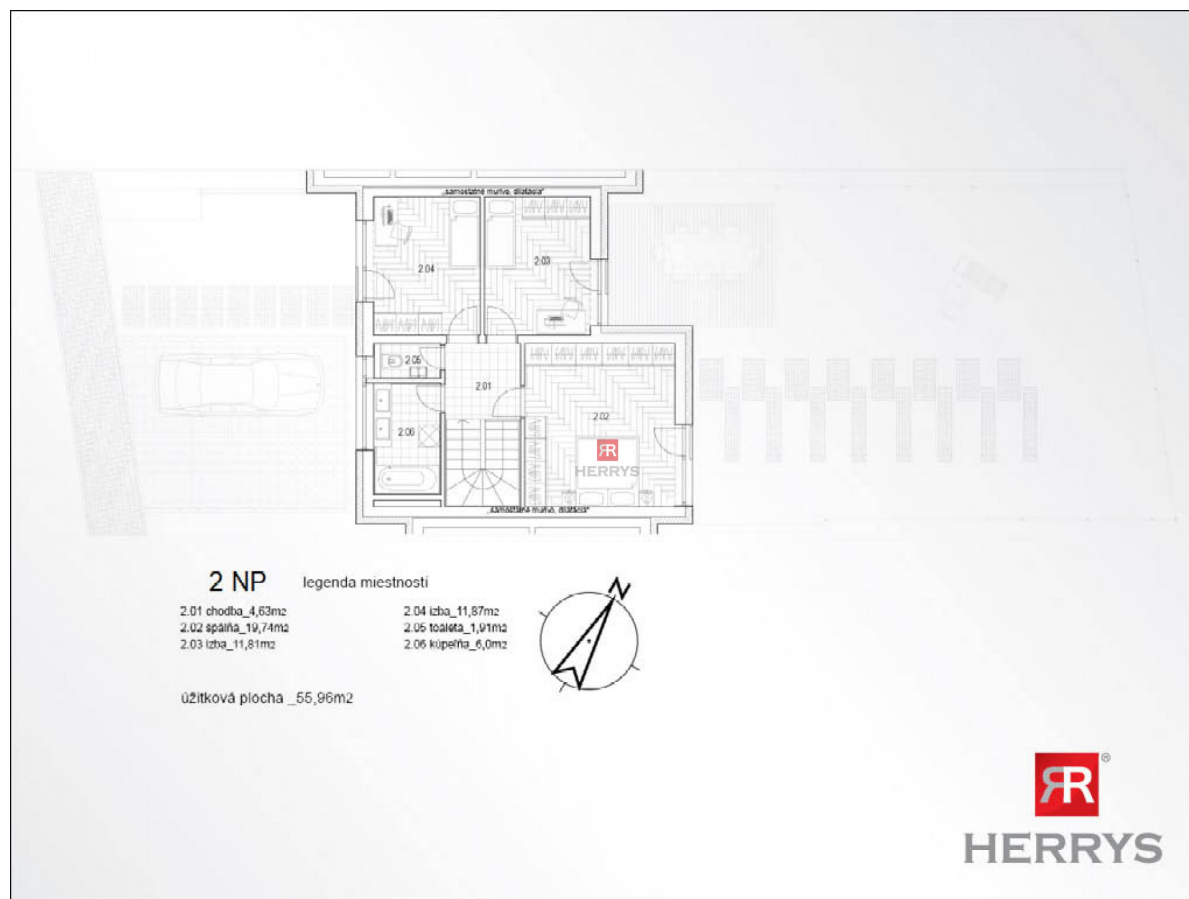 „samostatné murivo, dilatácia"
2.04
2.03
2.05
2.01
2.06
2.02
HERRYS
„samostatné murivo, dilatácia"
2 NP
legenda miestností
2.01 chodba_4,63m2
2.02 spálňa_19,74m2
2.03 izba_11,81m2
2.04 izba_11,87m2
2.05 toaleta_1,91m2
2.06 kúpeľňa_6,0m2
N
úžitková plocha _55,96m2
RR®
HERRYS